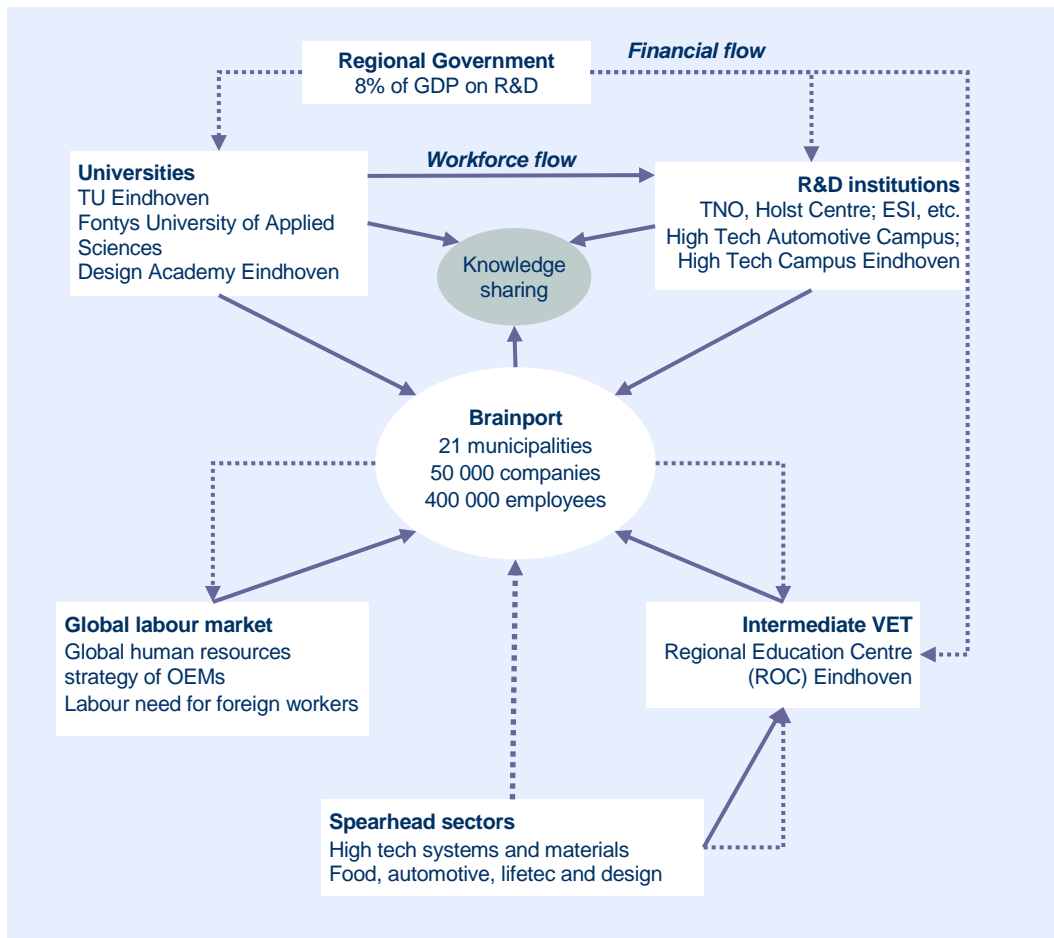 Regional Government
8% of GDP on R&D
Financial flow
Universities
TU Eindhoven
Fontys University of Applied
Sciences
Design Academy Eindhoven
Workforce flow
R&D institutions
TNO, Holst Centre; ESI, etc.
High Tech Automotive Campus;
High Tech Campus Eindhoven
Knowledge
sharing
Brainport
21 municipalities
50 000 companies
400 000 employees
Global labour market
Global human resources
strategy of OEMs
Labour need for foreign workers
Intermediate VET
Regional Education Centre
(ROC) Eindhoven
Spearhead sectors
High tech systems and materials
Food, automotive, lifetec and design